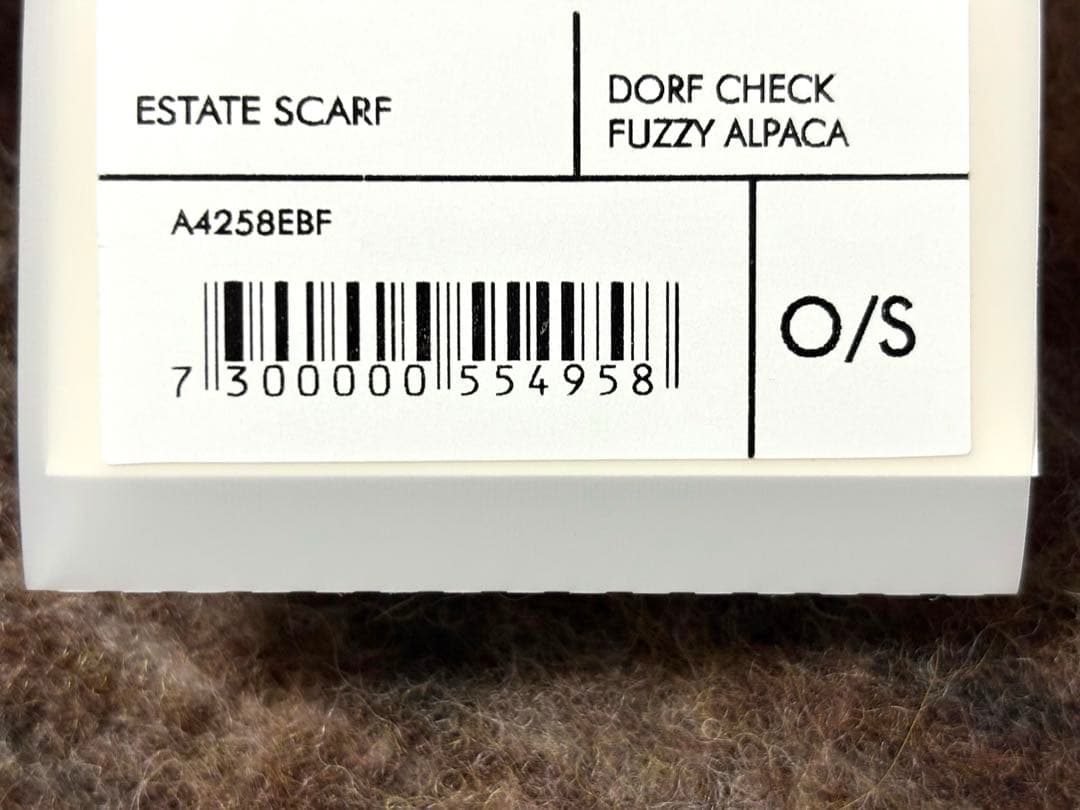 ESTATE SCARF
DORF CHECK
FUZZY ALPACA
A4258EBF
7 300000 554958
O/S